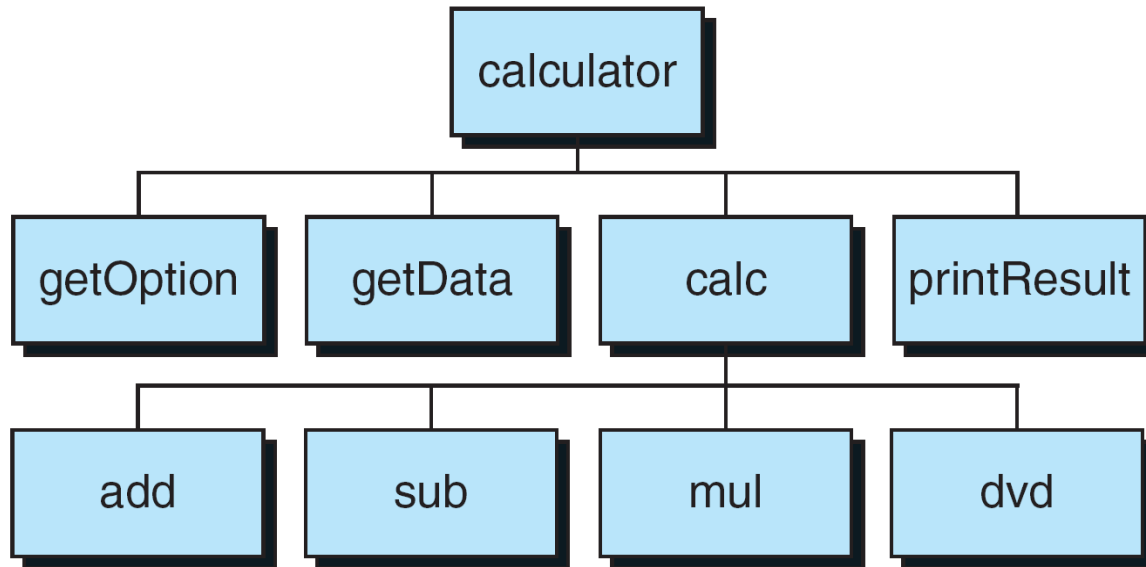 calculator
getOption
getData
calc
printResult
add
sub
mul
dvd